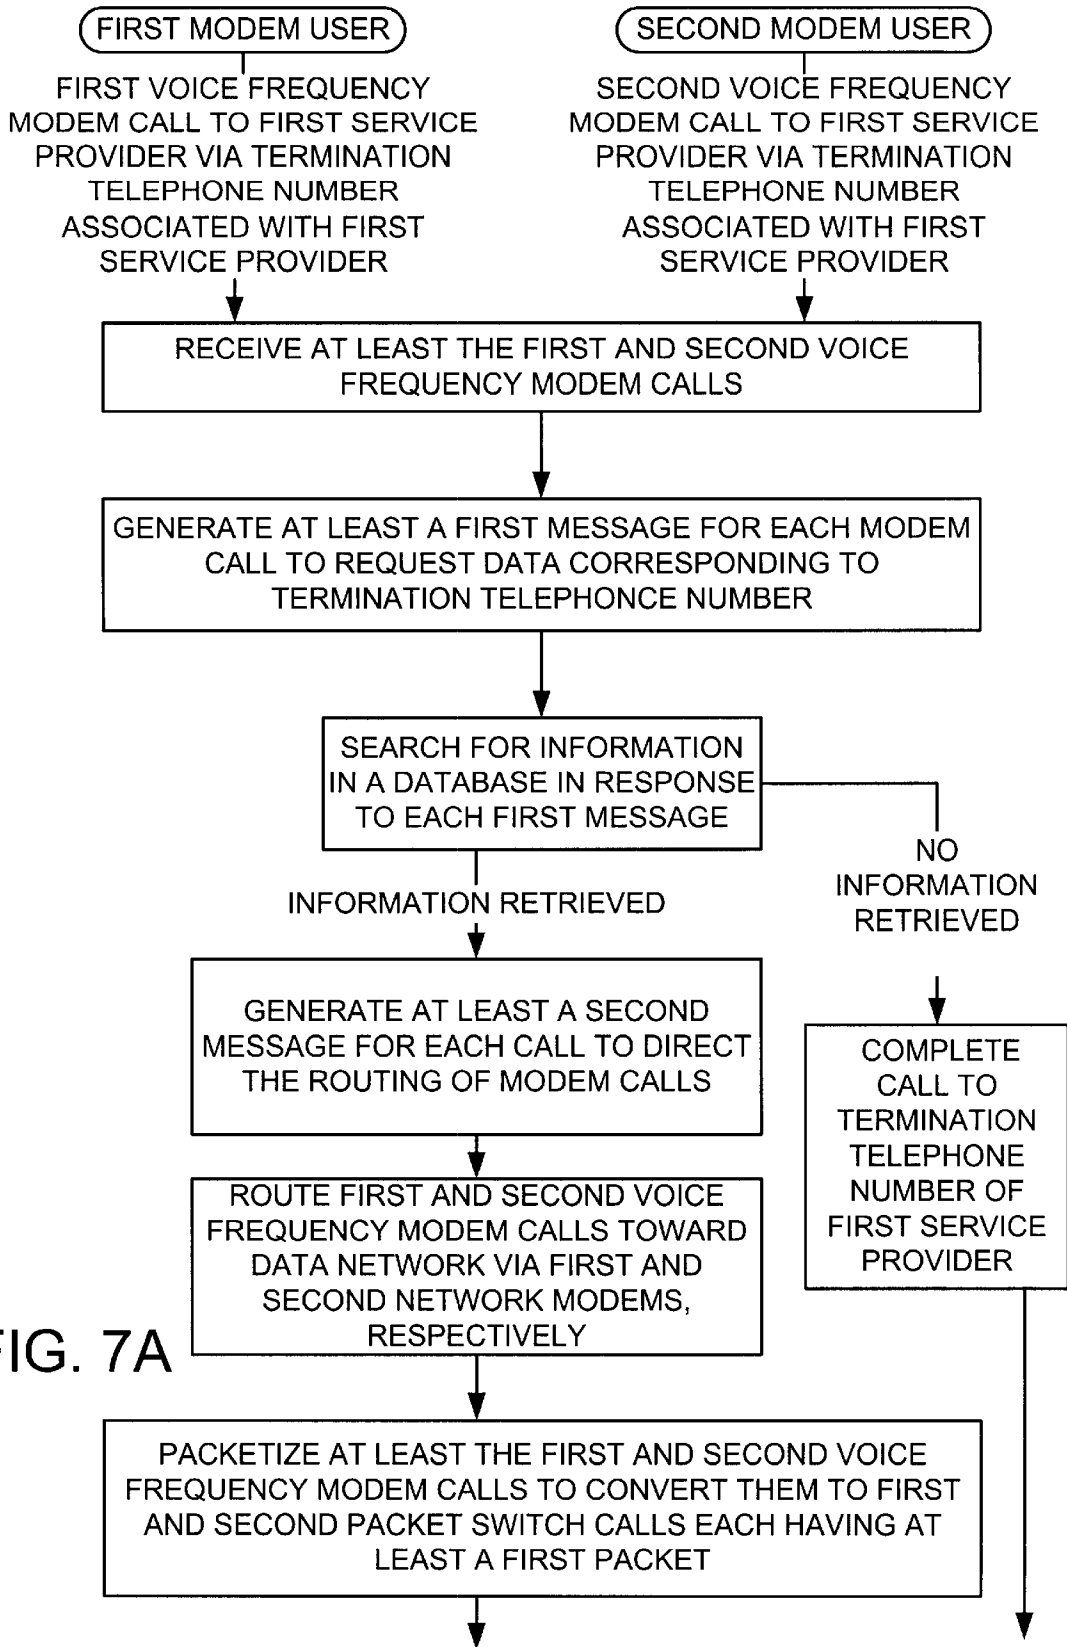 FIRST MODEM USER
SECOND MODEM USER
FIRST VOICE FREQUENCY
MODEM CALL TO FIRST SERVICE
PROVIDER VIA TERMINATION
TELEPHONE NUMBER
ASSOCIATED WITH FIRST
SERVICE PROVIDER
SECOND VOICE FREQUENCY
MODEM CALL TO FIRST SERVICE
PROVIDER VIA TERMINATION
TELEPHONE NUMBER
ASSOCIATED WITH FIRST
SERVICE PROVIDER
RECEIVE AT LEAST THE FIRST AND SECOND VOICE
FREQUENCY MODEM CALLS
GENERATE AT LEAST A FIRST MESSAGE FOR EACH MODEM
CALL TO REQUEST DATA CORRESPONDING TO
TERMINATION TELEPHONCE NUMBER
SEARCH FOR INFORMATION
IN A DATABASE IN RESPONSE
TO EACH FIRST MESSAGE
INFORMATION RETRIEVED
NO
INFORMATION
RETRIEVED
GENERATE AT LEAST A SECOND
MESSAGE FOR EACH CALL TO DIRECT
THE ROUTING OF MODEM CALLS
COMPLETE
CALL TO
TERMINATION
TELEPHONE
NUMBER OF
FIRST SERVICE
PROVIDER
ROUTE FIRST AND SECOND VOICE
FREQUENCY MODEM CALLS TOWARD
DATA NETWORK VIA FIRST AND
SECOND NETWORK MODEMS,
RESPECTIVELY
FIG. 7A
PACKETIZE AT LEAST THE FIRST AND SECOND VOICE
FREQUENCY MODEM CALLS TO CONVERT THEM TO FIRST
AND SECOND PACKET SWITCH CALLS EACH HAVING AT
LEAST A FIRST PACKET